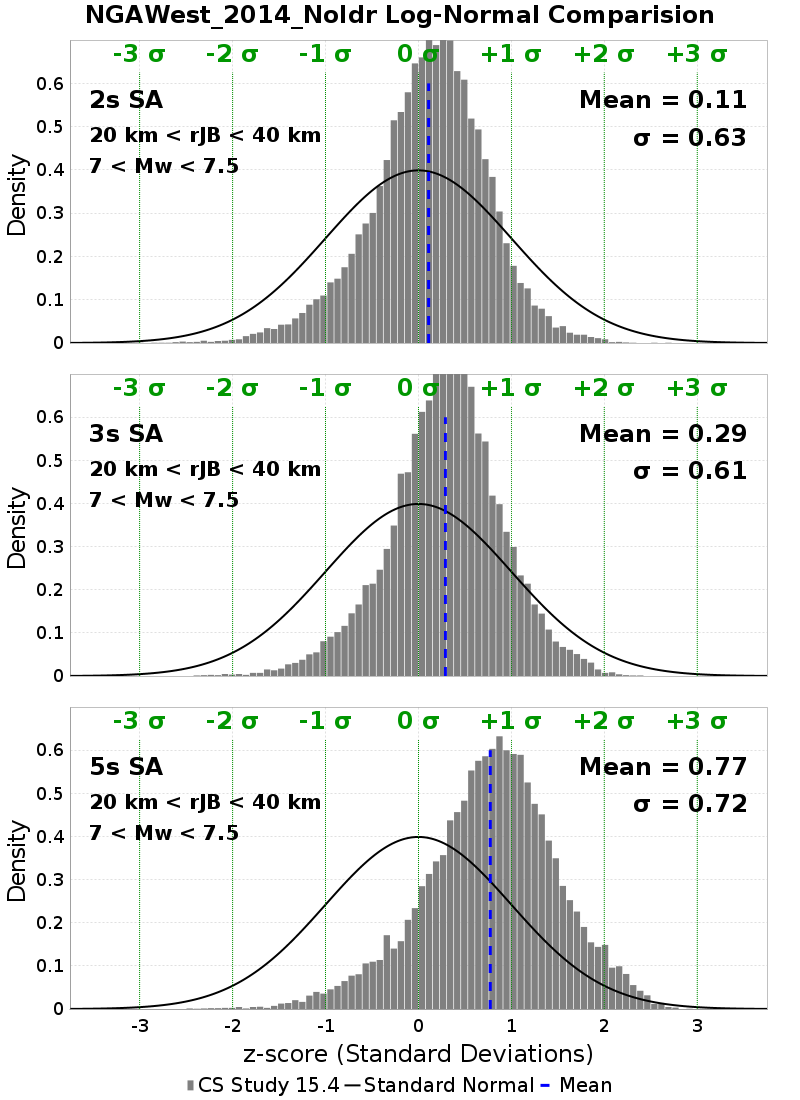 NGAWest_2014_NoIdr Log-Normal Comparision
-3 σ -2 σ -1 σ 0 σ +1 σ +2 σ +3 σ
2s SA
Mean = 0.11
20 km < rJB < 40 km
σ = 0.63
7 < Mw < 7.5
Density
0.6
0.5
0.4
0.3
0.2
0.1
0
-3 σ -2 σ -1 σ 0 σ +1 σ +2 σ +3 σ
3s SA
Mean = 0.29
20 km < rJB < 40 km
σ = 0.61
7 < Mw < 7.5
Density
0.6
0.5
0.4
0.3
0.2
0.1
0
-3 σ -2 σ -1 σ 0 σ +1 σ +2 σ +3 σ
5s SA
Mean = 0.77
20 km < rJB < 40 km
σ = 0.72
7 < Mw < 7.5
Density
0.6
0.5
0.4
0.3
0.2
0.1
0
-3 -2 -1 0 1 2 3
z-score (Standard Deviations)
CS Study 15.4 Standard Normal Mean